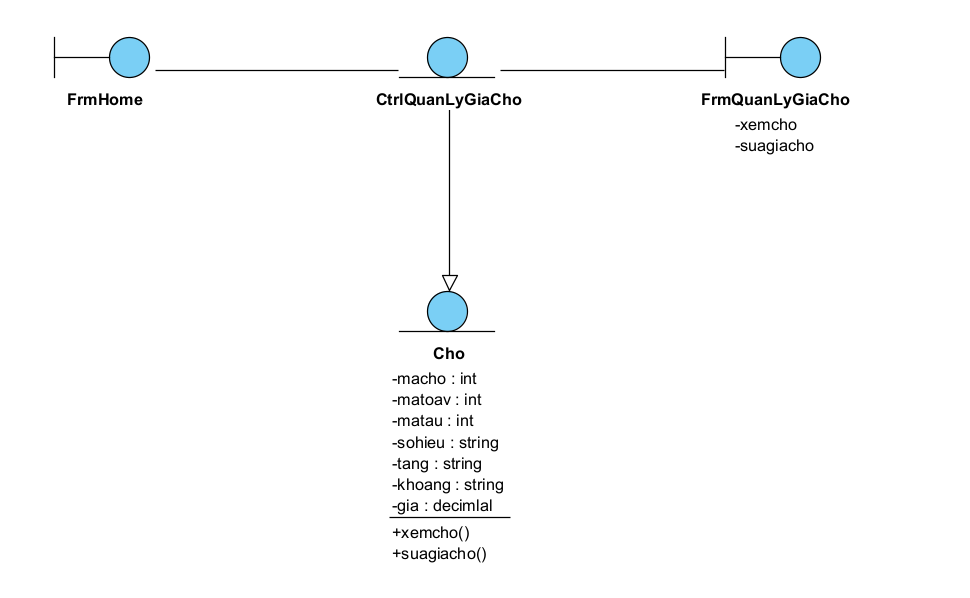 FrmHome
CtrlQuanLyGiaCho
FrmQuanLyGiaCho
-xemcho
-suagiacho
Cho
-macho : int
-matoav : int
-matau : int
-sohieu : string
-tang : string
-khoang : string
-gia : decimlal
+xemcho()
+suagiacho()